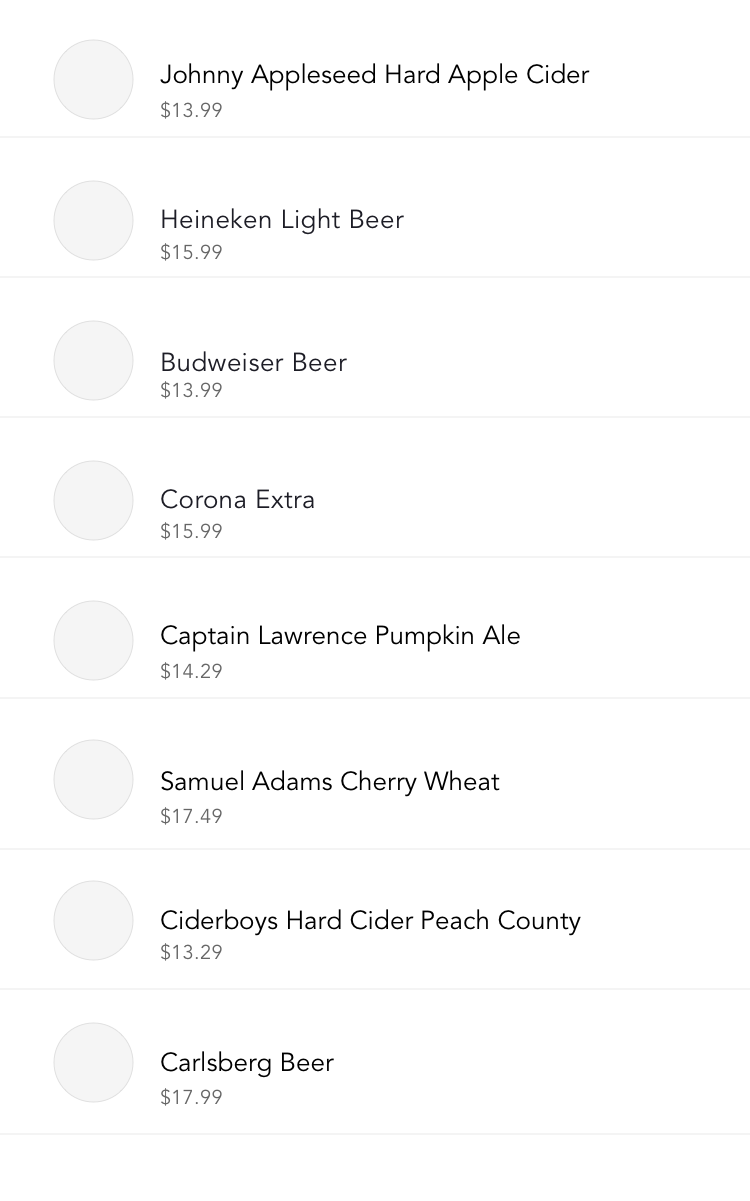 Johnny Appleseed Hard Apple Cider
$13.99
Heineken Light Beer
$15.99
Budweiser Beer
$13.99
Corona Extra
$15.99
Captain Lawrence Pumpkin Ale
$14.29
Samuel Adams Cherry Wheat
$17.49
Ciderboys Hard Cider Peach County
$13.29
Carlsberg Beer
$17.99